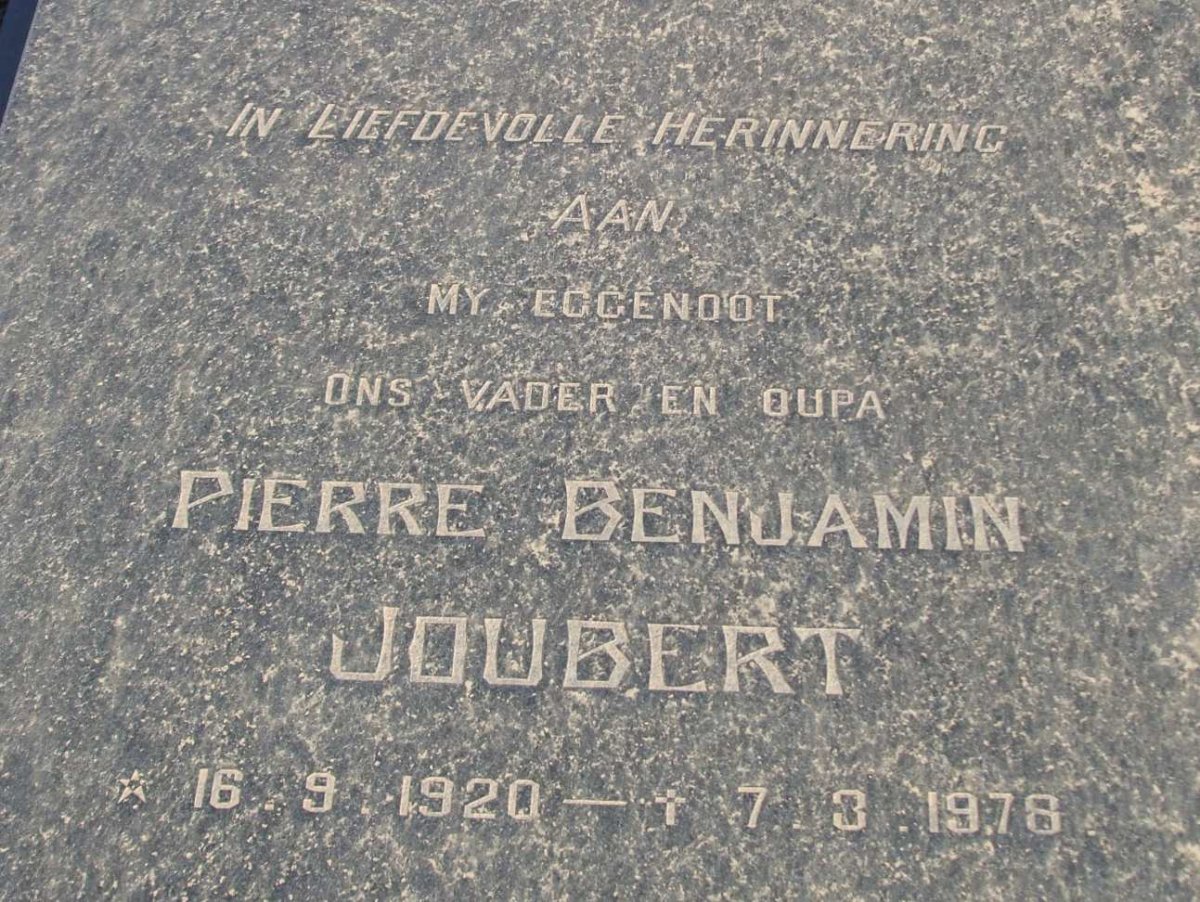 In Liefdevolle Herinnering
Aan
My eggenoot
Ons vader en oupa
Pierre Benjamin
Joubert
* 16.9.1920 — † 7.3.1978